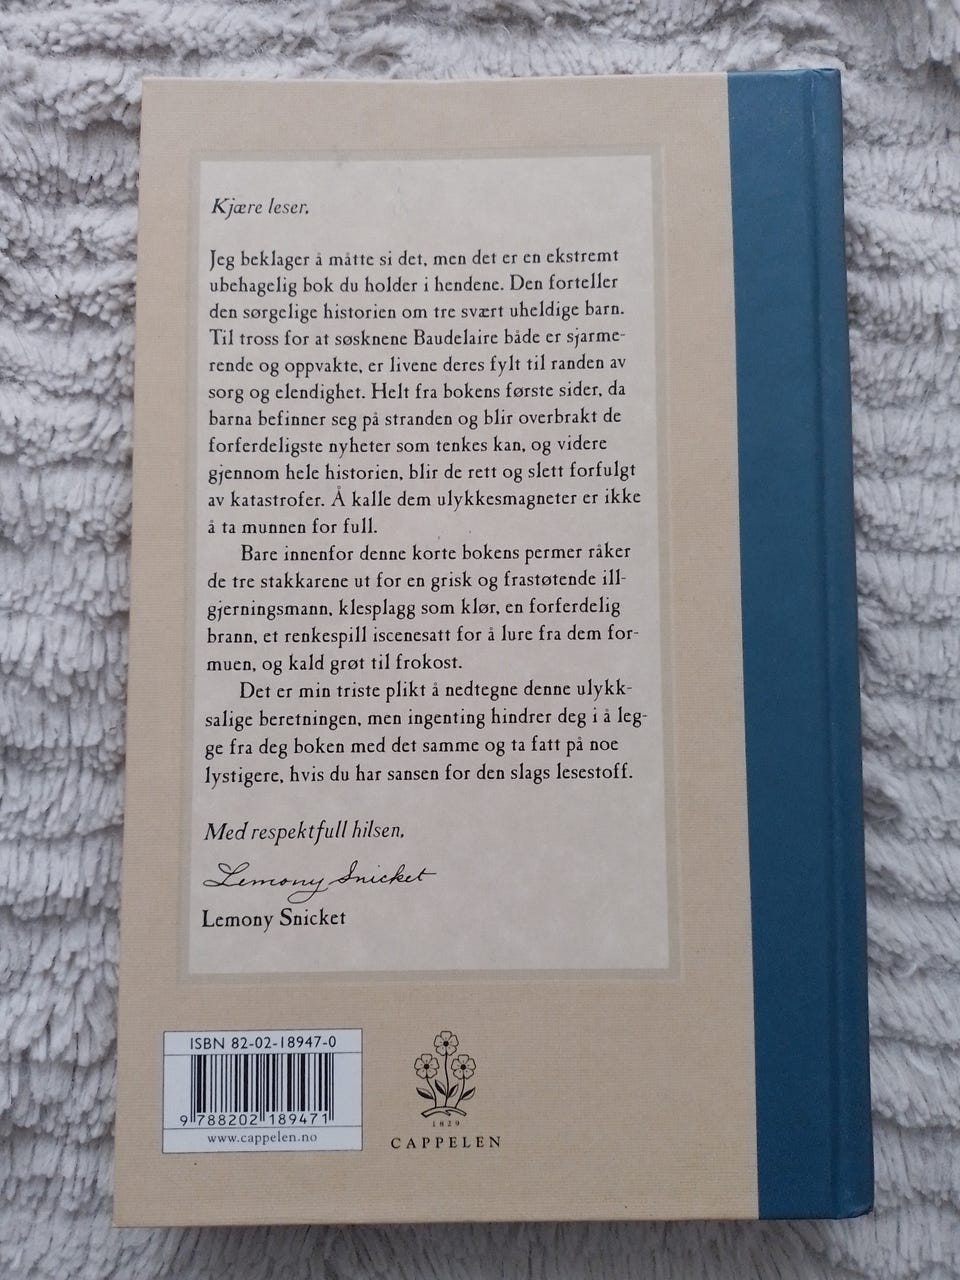 Kjære leser,
Jeg beklager å måtte si det, men det er en ekstremt
ubehagelig bok du holder i hendene. Den forteller
den sørgelige historien om tre svært uheldige barn.
Til tross for at søsknene Baudelaire både er sjarme-
rende og oppvakte, er livene deres fylt til randen av
sorg og elendighet. Helt fra bokens første sider, da
barna befinner seg på stranden og blir overbrakt de
forferdeligste nyheter som tenkes kan, og videre
gjennom hele historien, blir de rett og slett forfulgt
av katastrofer. Å kalle dem ulykkesmagneter er ikke
å ta munnen for full.
Bare innenfor denne korte bokens permer råker
de tre stakkarene ut for en grisk og frastøtende ill-
gjerningsmann, klesplagg som klør, en forferdelig
brann, et renkespill iscenesatt for å lure fra dem for-
muen, og kald grøt til frokost.
Det er min triste plikt å nedtegne denne ulykk-
salige beretningen, men ingenting hindrer deg i å leg-
ge fra deg boken med det samme og ta fatt på noe
lystigere, hvis du har sansen for den slags lesestoff.
Med respektfull hilsen,
Lemony Snicket
Lemony Snicket
ISBN 82-02-18947-0
9 788202 189471
www.cappelen.no
1829
CAPPELEN